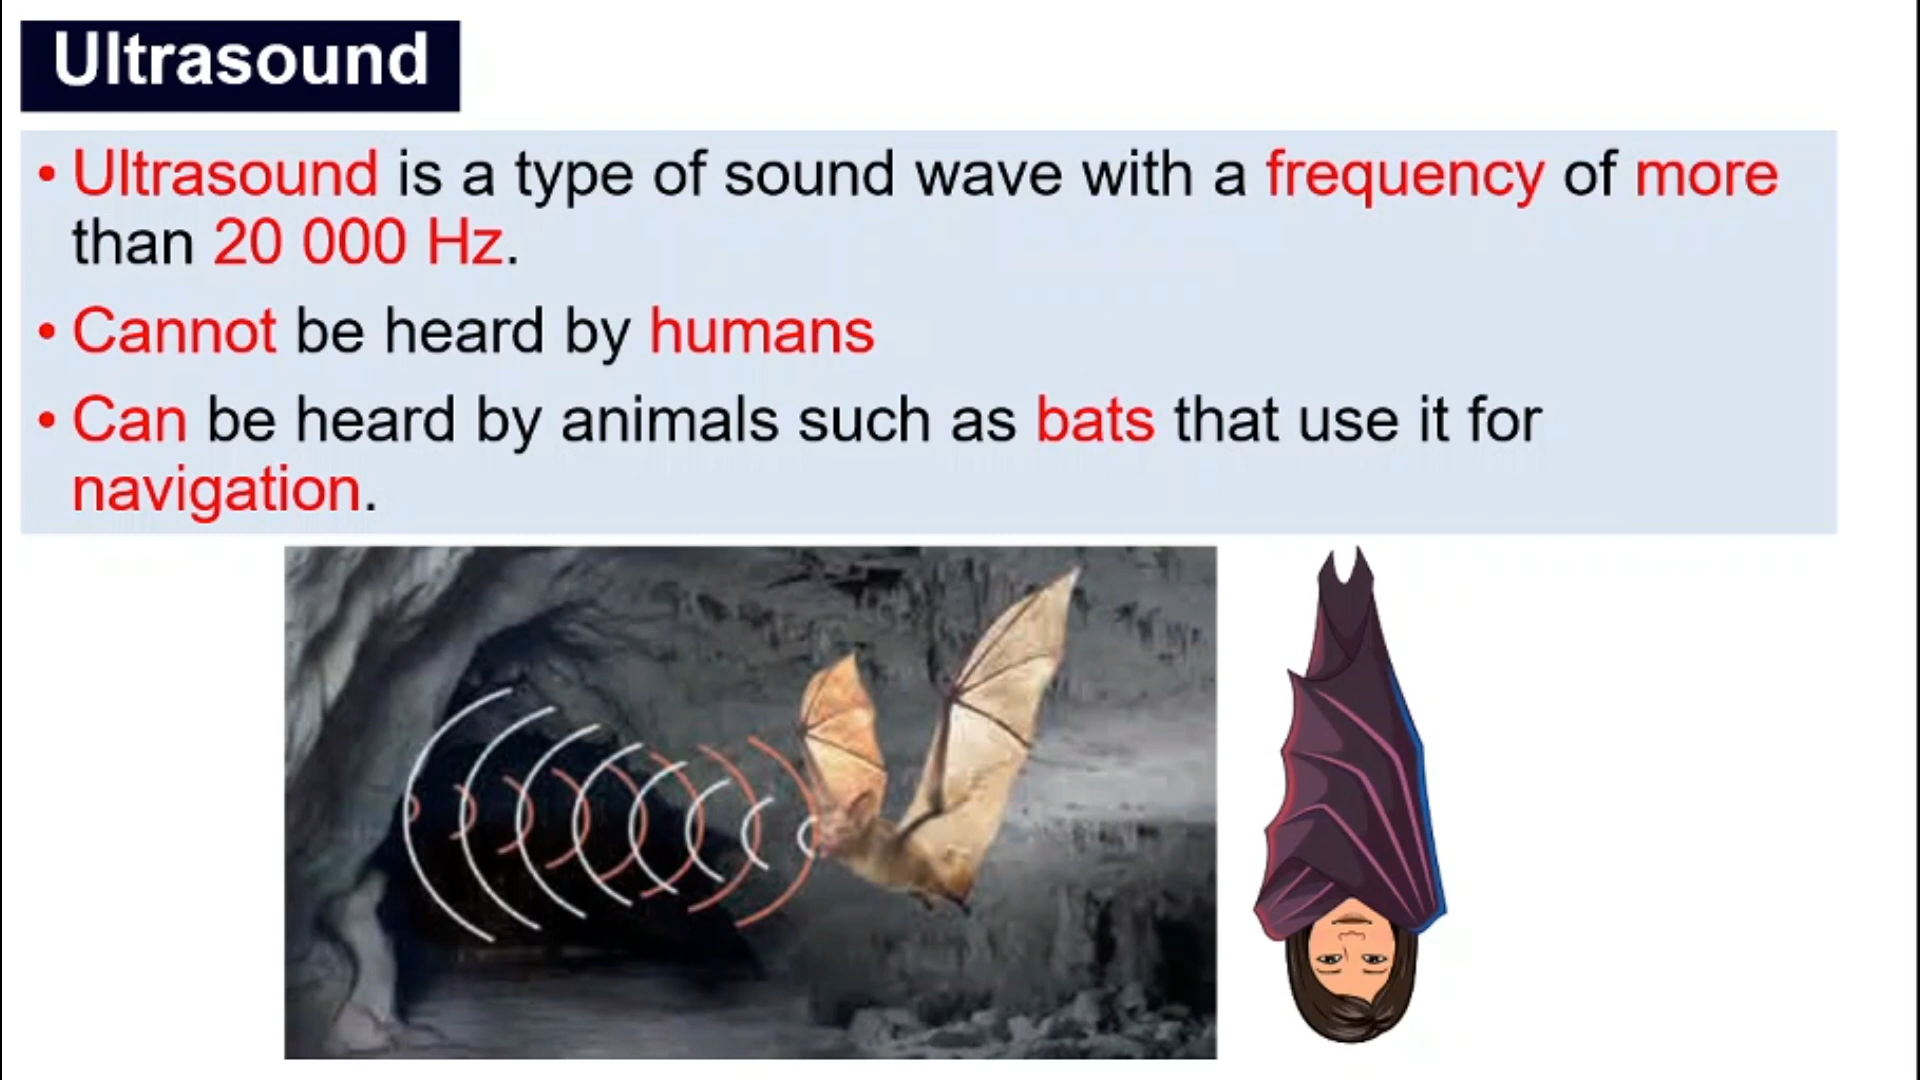 Ultrasound
• Ultrasound is a type of sound wave with a frequency of more
than 20 000 Hz.
• Cannot be heard by humans
• Can be heard by animals such as bats that use it for
navigation.